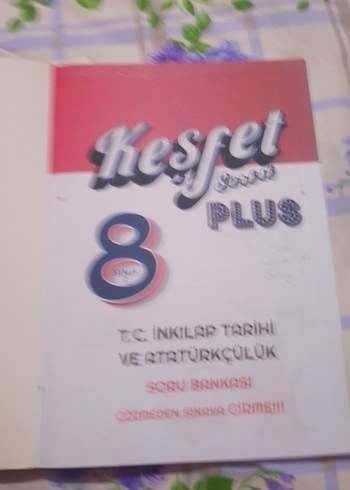 Keşfet
PLUS
8
SINIF
T.C. İNKILAP TARİHİ
VE ATATÜRKÇÜLÜK
SORU BANKASI
ÇÖZMEDEN SINAVA GİRME!!!